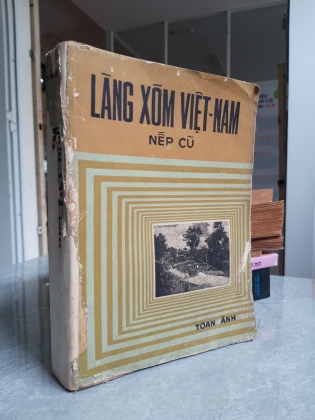 LÀNG XÓM VIỆT-NAM
NẾP CŨ
TOAN ÁNH